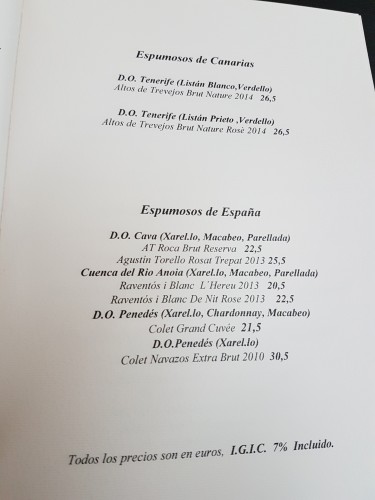 Espumosos de Canarias
D.O. Tenerife (Listán Blanco,Verdello)
Altos de Trevejos Brut Nature 2014 26,5
D.O. Tenerife (Listán Prieto ,Verdello)
Altos de Trevejos Brut Nature Rosè 2014 26,5
Espumosos de España
D.O. Cava (Xarel.lo, Macabeo, Parellada)
AT Roca Brut Reserva 22,5
Agustin Torello Rosat Trepat 2013 25,5
Cuenca del Rio Anoia (Xarel.lo, Macabeo, Parellada)
Raventós i Blanc L´Hereu 2013 20,5
Raventós i Blanc De Nit Rose 2013 22,5
D.O. Penedés (Xarel.lo, Chardonnay, Macabeo)
Colet Grand Cuvée 21,5
D.O.Penedés (Xarel.lo)
Colet Navazos Extra Brut 2010 30,5
Todos los precios son en euros. I.G.I.C. 7% Incluido.